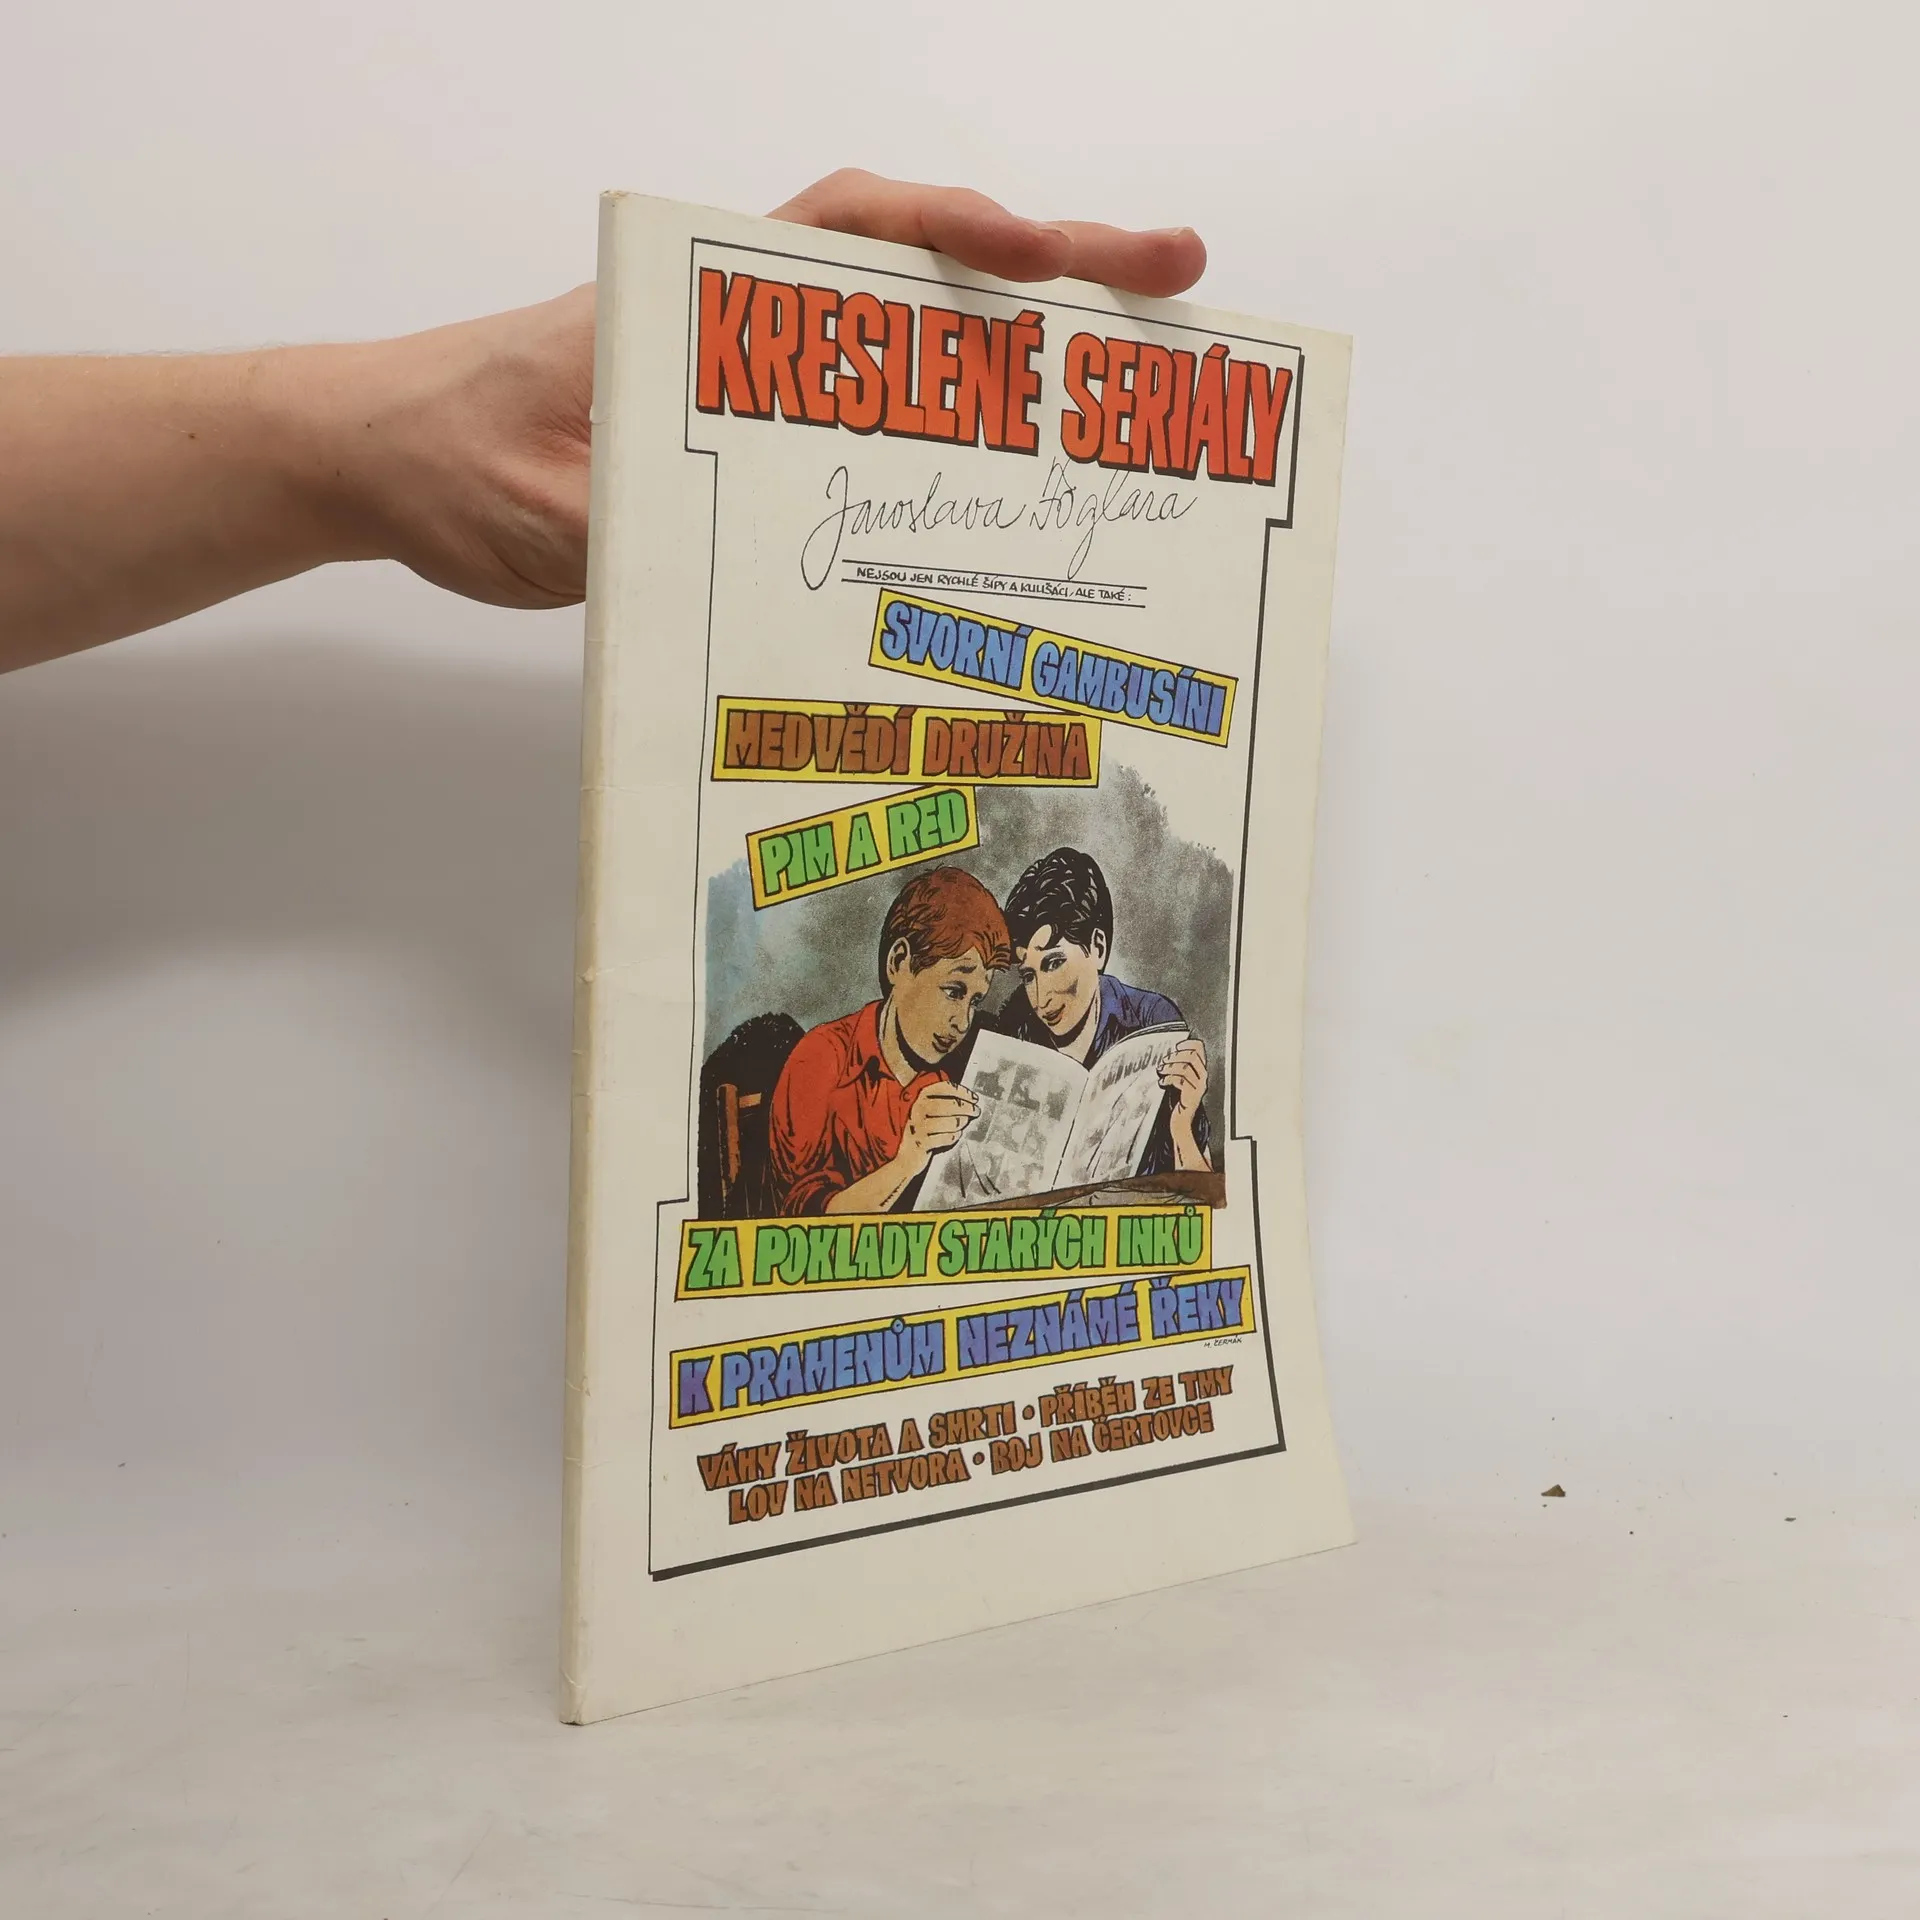 KRESLENÉ SERIÁLY
Jaroslava Foglara
NEJSOU JEN RYCHLÉ ŠÍPY A KULIŠÁCI, ALE TAKÉ:
SVORNÍ GAMBUSÍNI
MEDVĚDÍ DRUŽINA
PIM A RED
ZA POKLADY STARÝCH INKŮ
K PRAMENŮM NEZNÁMÉ ŘEKY
M. ČERMÁK
VÁHY ŽIVOTA A SMRTI • PŘÍBĚH ZE TMY
LOV NA NETVORA • BOJ NA ČERTOVCE